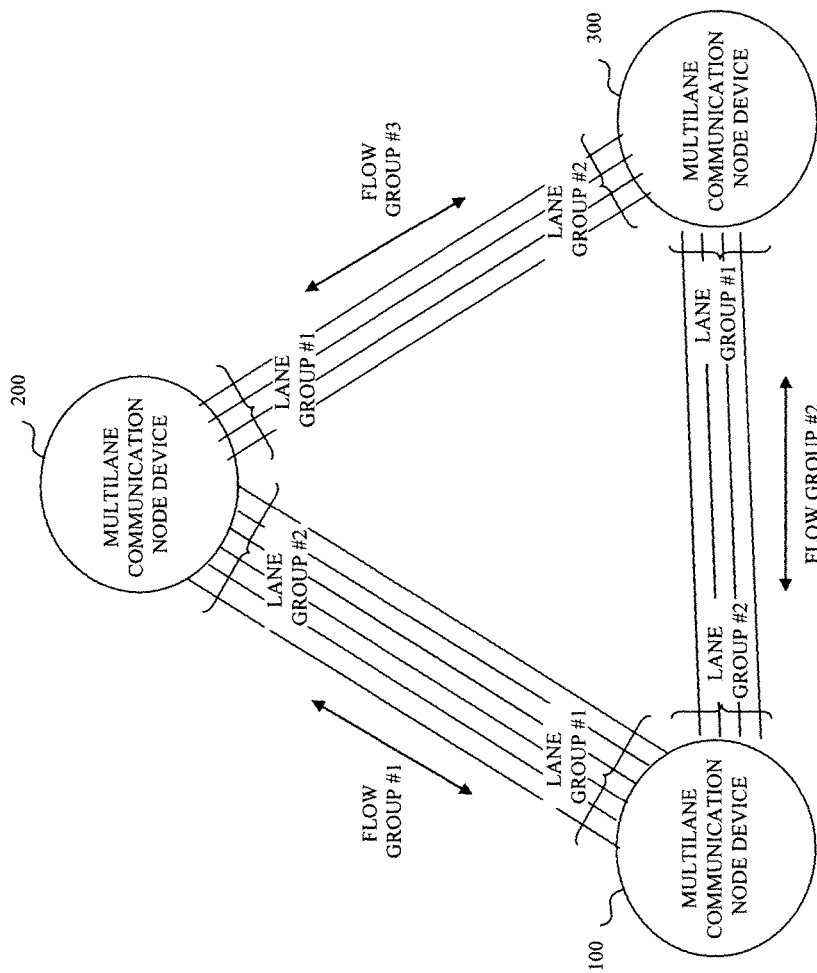 200
MULTILANE
COMMUNICATION
NODE DEVICE
LANE
GROUP #2
LANE
GROUP #1
FLOW
GROUP #1
FLOW
GROUP #3
LANE
GROUP #1
LANE
GROUP #2
100
MULTILANE
COMMUNICATION
NODE DEVICE
LANE
GROUP #2
LANE
GROUP #1
300
MULTILANE
COMMUNICATION
NODE DEVICE
FLOW GROUP #2